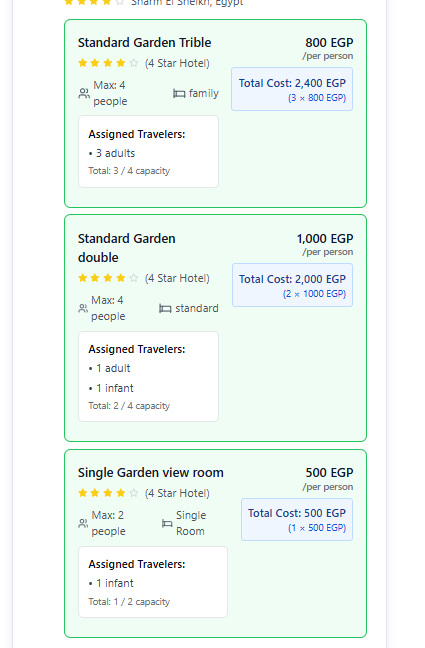 Sharm El Sheikh, Egypt
Standard Garden Trible
800 EGP
/per person
(4 Star Hotel)
Total Cost: 2,400 EGP
(3 × 800 EGP)
Max: 4
people
family
Assigned Travelers:
• 3 adults
Total: 3 / 4 capacity
Standard Garden
double
1,000 EGP
/per person
(4 Star Hotel)
Total Cost: 2,000 EGP
(2 × 1000 EGP)
Max: 4
people
standard
Assigned Travelers:
• 1 adult
• 1 infant
Total: 2 / 4 capacity
Single Garden view room
500 EGP
/per person
(4 Star Hotel)
Total Cost: 500 EGP
(1 × 500 EGP)
Max: 2
people
Single
Room
Assigned Travelers:
• 1 infant
Total: 1 / 2 capacity